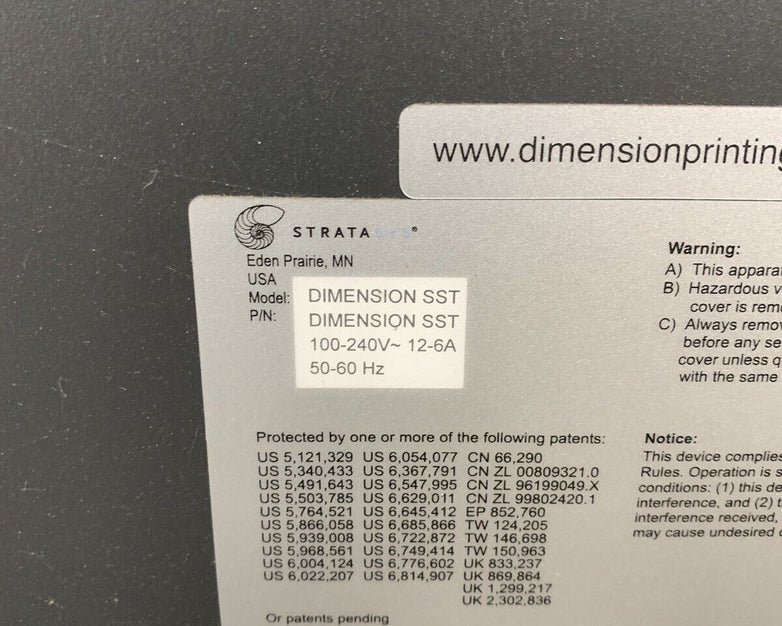 www.dimensionprinting
STRATASYS®
Eden Prairie, MN
USA
Model: DIMENSION SST
P/N: DIMENSION SST
100-240V~ 12-6A
50-60 Hz
Warning:
A) This appara
B) Hazardous v
cover is rem
C) Always remov
before any se
cover unless q
with the same
Protected by one or more of the following patents:
US 5,121,329 US 6,054,077 CN 66,290
US 5,340,433 US 6,367,791 CN ZL 00809321.0
US 5,491,643 US 6,547,995 CN ZL 96199049.X
US 5,503,785 US 6,629,011 CN ZL 99802420.1
US 5,764,521 US 6,645,412 EP 852,760
US 5,866,058 US 6,685,866 TW 124,205
US 5,939,008 US 6,722,872 TW 146,698
US 5,968,561 US 6,749,414 TW 150,963
US 6,004,124 US 6,776,602 UK 833,237
US 6,022,207 US 6,814,907 UK 869,864
UK 1,299,217
UK 2,302,836
Or patents pending
Notice:
This device complies
Rules. Operation is s
conditions: (1) this de
interference, and (2) t
interference received,
may cause undesired o